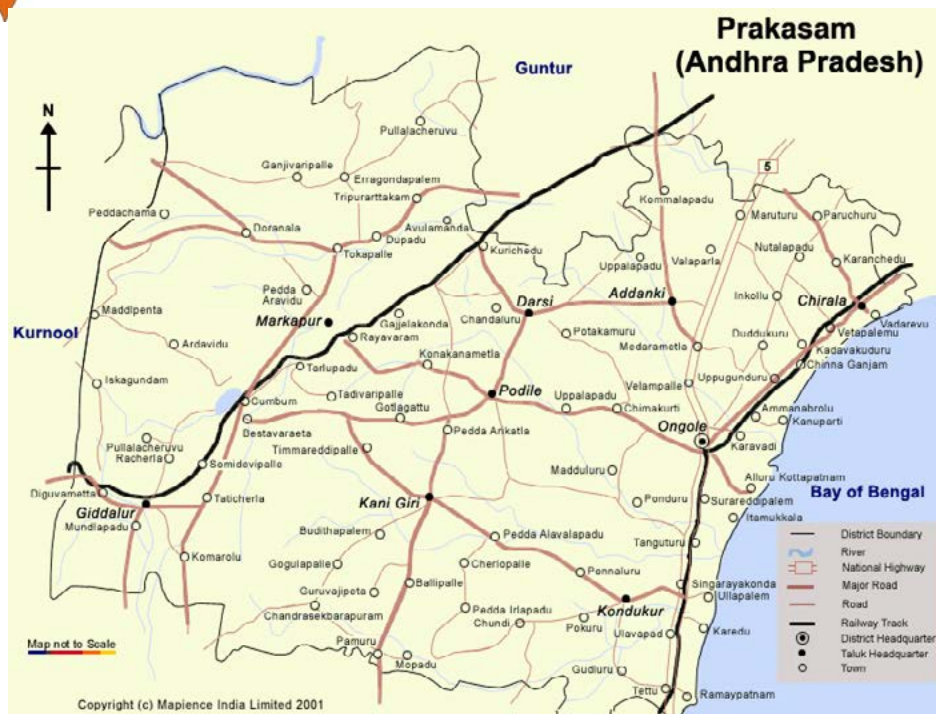 Prakasam
(Andhra Pradesh)
Guntur
N
Pullalacheruvu
5
Ganjivaripalle
Erragondapalem
Tripurarttakam
Kommalapadu
Peddachama
Maruturu
Paruchuru
Doranala
Avulamanda
Dupadu
Tokapalle
Kurichedu
Nutalapadu
Valaparla
Uppalapadu
Karanchedu
Pedda
Aravidu
Darsi
Addanki
Inkollu
Chirala
Maddipenta
Kurnool
Markapur
Gajjelakonda
Chandaluru
Vadarevu
Rayavaram
Potakamuru
Vetapalemu
Ardavidu
Medarametla
Duddukuru
Kadavakuduru
Konakanametla
Chinna Ganjam
Tarlupadu
Iskagundam
Velampalle
Uppugunduru
Podile
Cumbum
Tadivaripalle
Uppalapadu
Chimakurti
Gotlagattu
Ammanabrolu
Kanuparti
Bestavaraeta
Pedda Arikatla
Ongole
Pullalacheruvu
Racherla
Timmareddipalle
Karavadi
Somidevipalle
Madduluru
Alluru Kottapatnam
Diguvametta
Taticherla
Kani Giri
Ponduru
Surareddipalem
Bay of Bengal
Giddalur
Mundlapadu
Itamukkala
Budithapalem
Pedda Alavalapadu
Tanguturu
Komarolu
Gogulapalle
Cherlopalle
Ponnaluru
Ballipalle
Singarayakonda
Guruvajipeta
Ullapalem
Chandrasekbarapuram
Pedda Irlapadu
Kondukur
Chundi
Pokuru
Ulavapad
Karedu
Pamuru
Mopadu
Gudluru
Tettu
Ramaypatnam
District Boundary
River
National Highway
Major Road
Road
Railway Track
District Headquarter
Taluk Headquarter
Town
Map not to Scale
Copyright (c) Mapience India Limited 2001